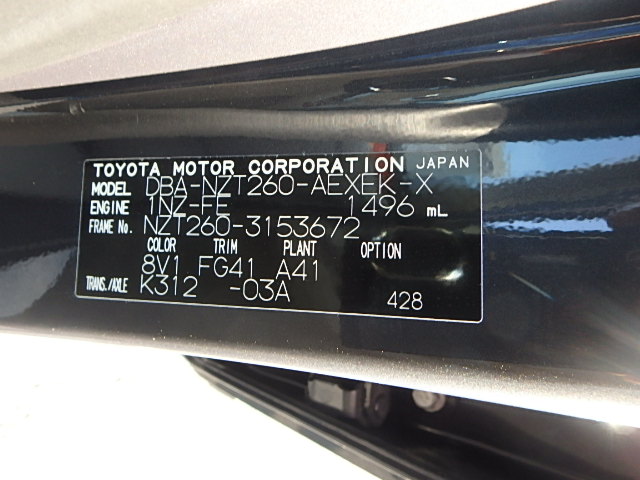 TOYOTA MOTOR CORPORATION JAPAN
MODEL DBA-NZT260-AEXEK-X
ENGINE 1NZ-FE 1496 mL
FRAME No. NZT260-3153672
COLOR TRIM PLANT OPTION
8V1 FG41 A41
TRANS./AXLE K312 -03A 428